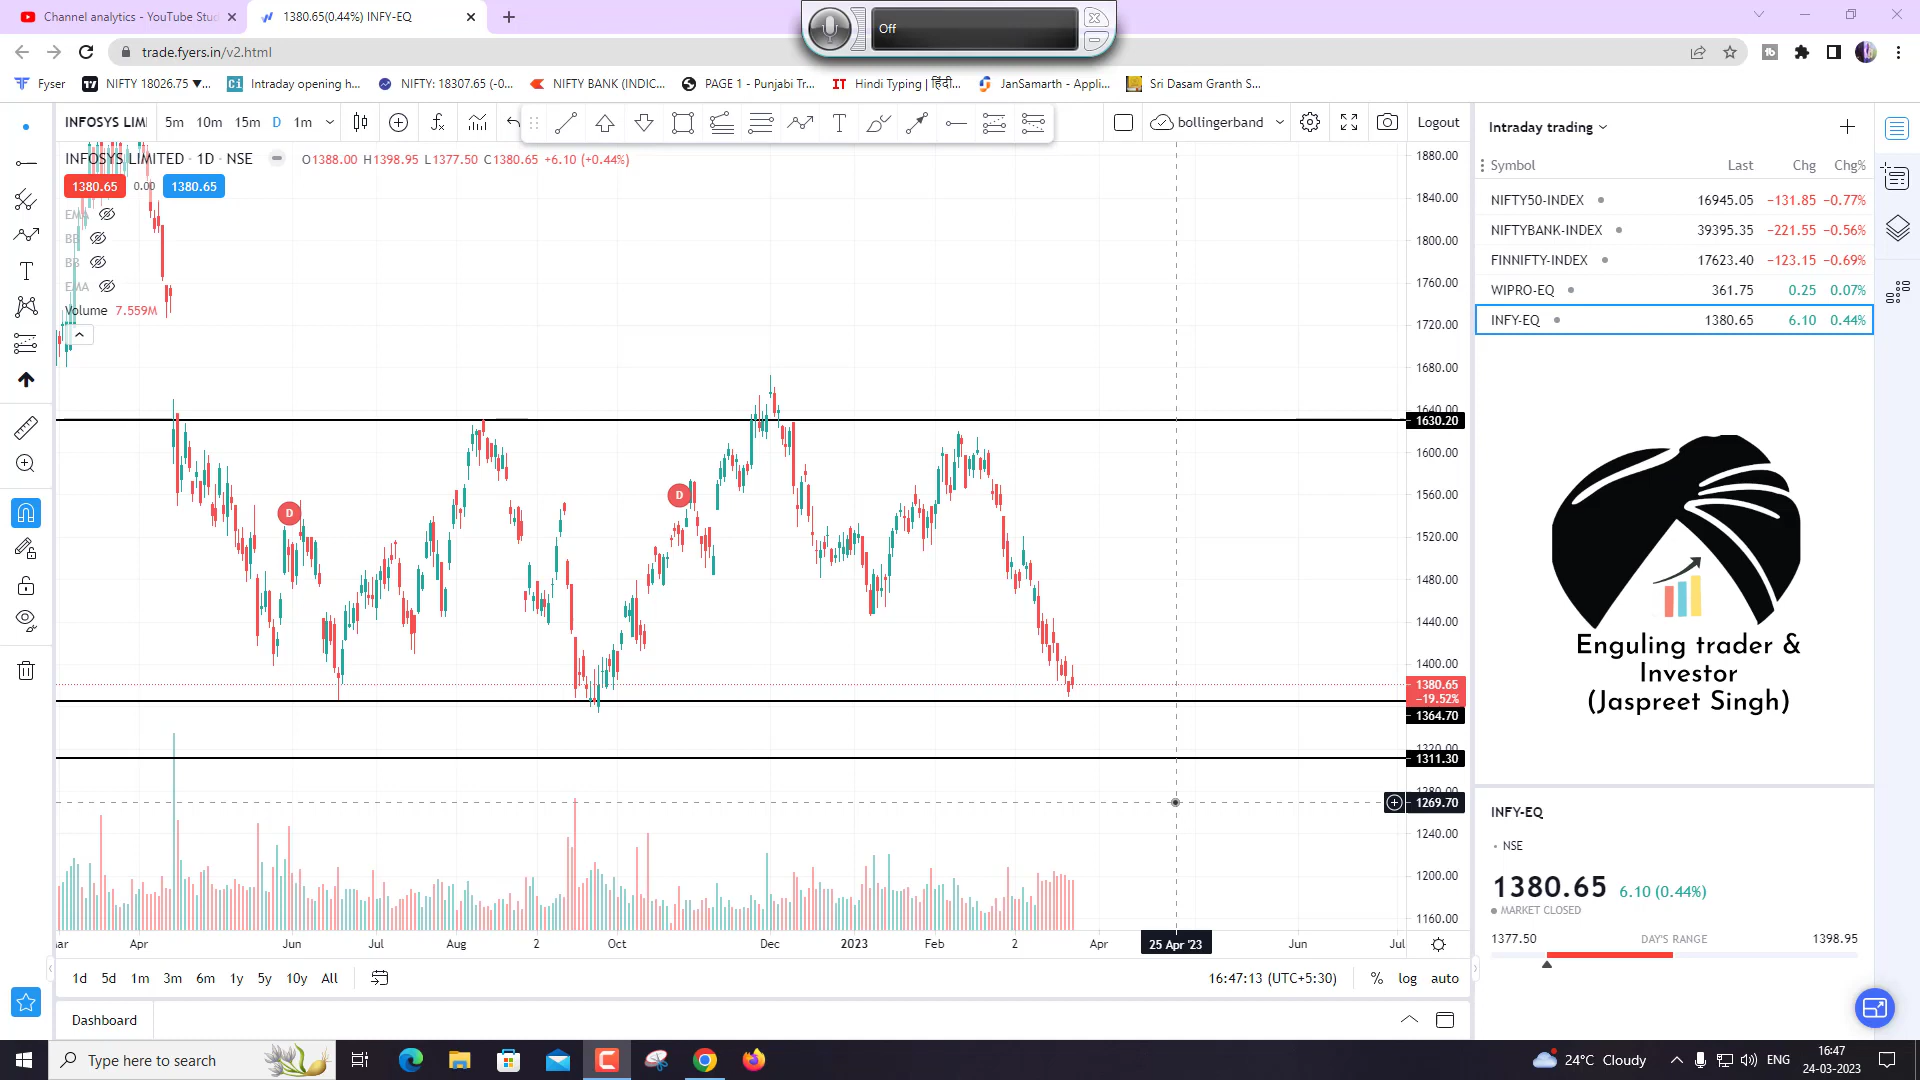 Channel analytics - YouTube Stu
1380.65(0.44%) INFY-EQ
Off
trade.fyers.in/v2.html
Fyser
NIFTY 18026.75 ▼...
Intraday opening h...
NIFTY: 18307.65 (-0...
NIFTY BANK (INDIC...
PAGE 1 - Punjabi Tr...
Hindi Typing | हिंदी...
JanSamarth - Appli...
Sri Dasam Granth S...
INFOSYS LIM
5m 10m 15m D 1m
bollingerband
Logout
INFOSYS LIMITED · 1D · NSE
O1388.00 H1398.95 L1377.50 C1380.65 +6.10 (+0.44%)
1380.65 0.00 1380.65
EMA
BB
BB
EMA
Volume 7.559M
D
D
1880.00
1840.00
1800.00
1760.00
1720.00
1680.00
1640.00
1630.20
1600.00
1560.00
1520.00
1480.00
1440.00
1400.00
1380.65
−19.52%
1364.70
1320.00
1311.30
1280.00
1269.70
1240.00
1200.00
1160.00
Apr Jun Jul Aug 2 Oct Dec 2023 Feb 2 Apr 25 Apr '23 Jun Jul
1d 5d 1m 3m 6m 1y 5y 10y All
16:47:13 (UTC+5:30) % log auto
Dashboard
Intraday trading
Symbol Last Chg Chg%
NIFTY50-INDEX 16945.05 −131.85 −0.77%
NIFTYBANK-INDEX 39395.35 −221.55 −0.56%
FINNIFTY-INDEX 17623.40 −123.15 −0.69%
WIPRO-EQ 361.75 0.25 0.07%
INFY-EQ 1380.65 6.10 0.44%
Enguling trader &
Investor
(Jaspreet Singh)
INFY-EQ
NSE
1380.65 6.10 (0.44%)
MARKET CLOSED
1377.50 DAY'S RANGE 1398.95
Type here to search
24°C Cloudy
ENG
16:47
24-03-2023